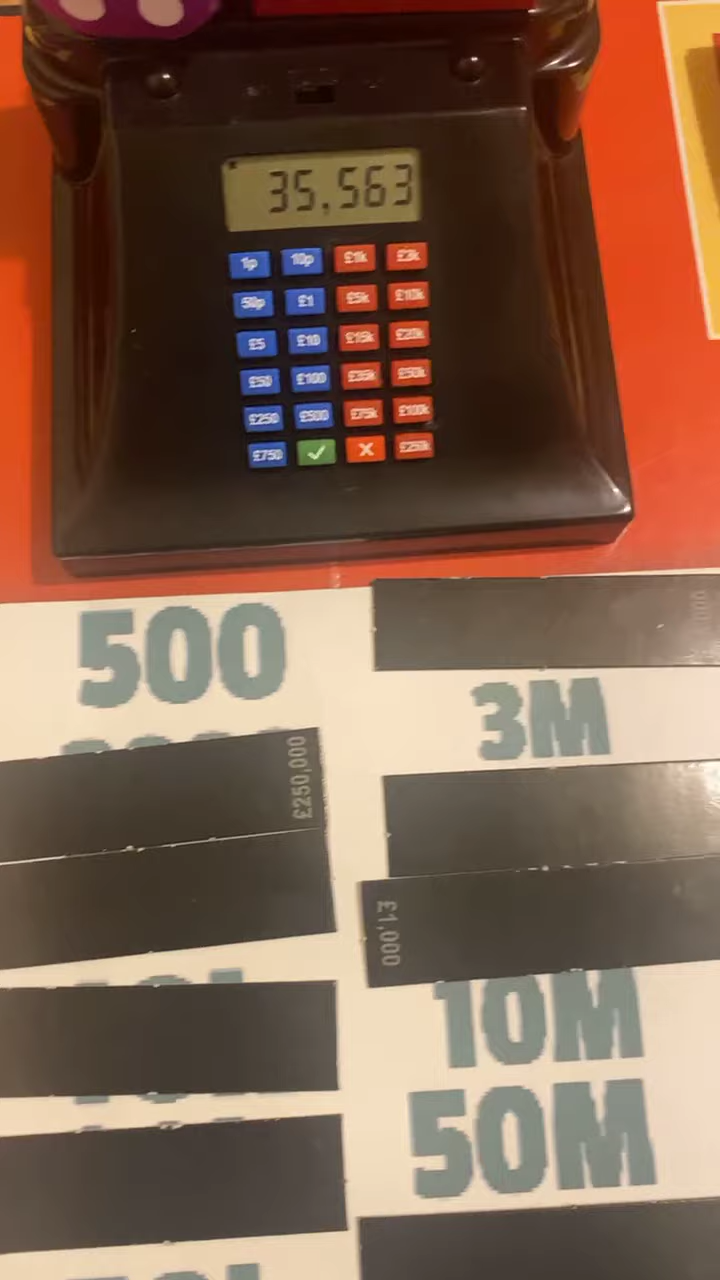 35,563
1p 10p £1k £3k
50p £1 £5k £10k
£5 £10 £15k £20k
£50 £100 £35k £50k
£250 £500 £75k £100k
£750 ✓ X £250k
500
3M
£250,000
£1,000
10M
50M